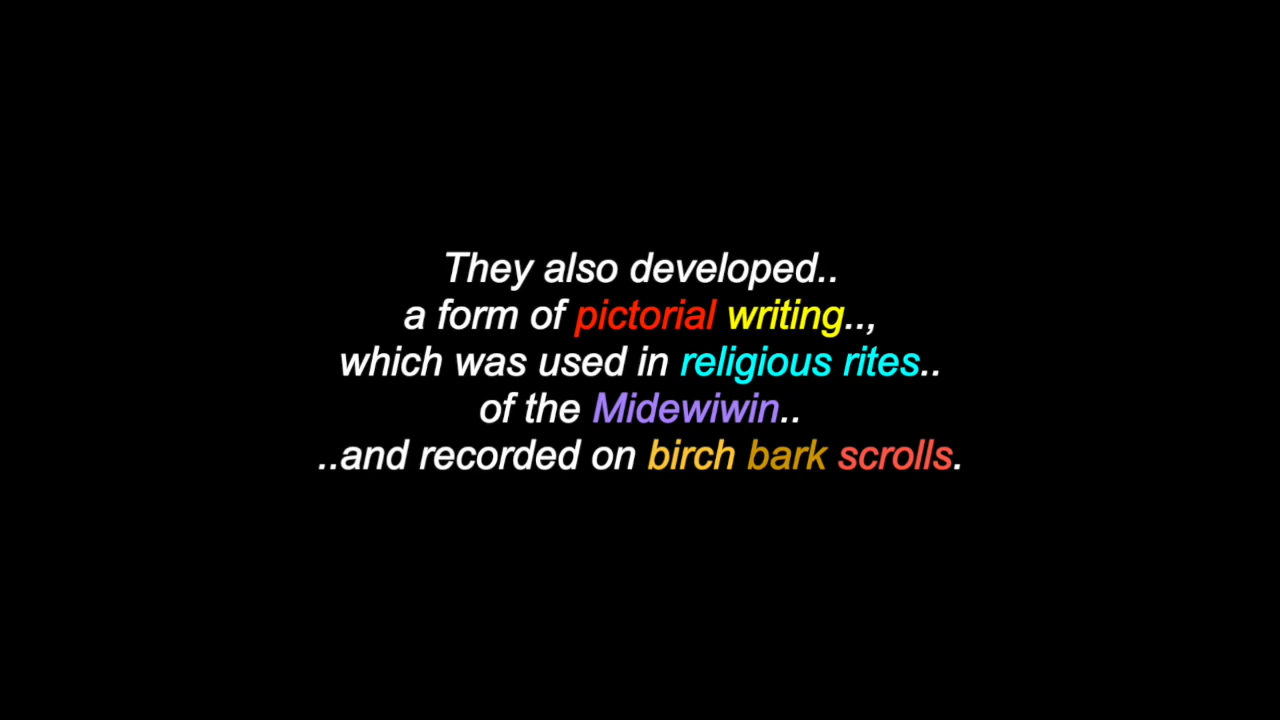 They also developed..
a form of pictorial writing..,
which was used in religious rites..
of the Midewiwin..
..and recorded on birch bark scrolls.